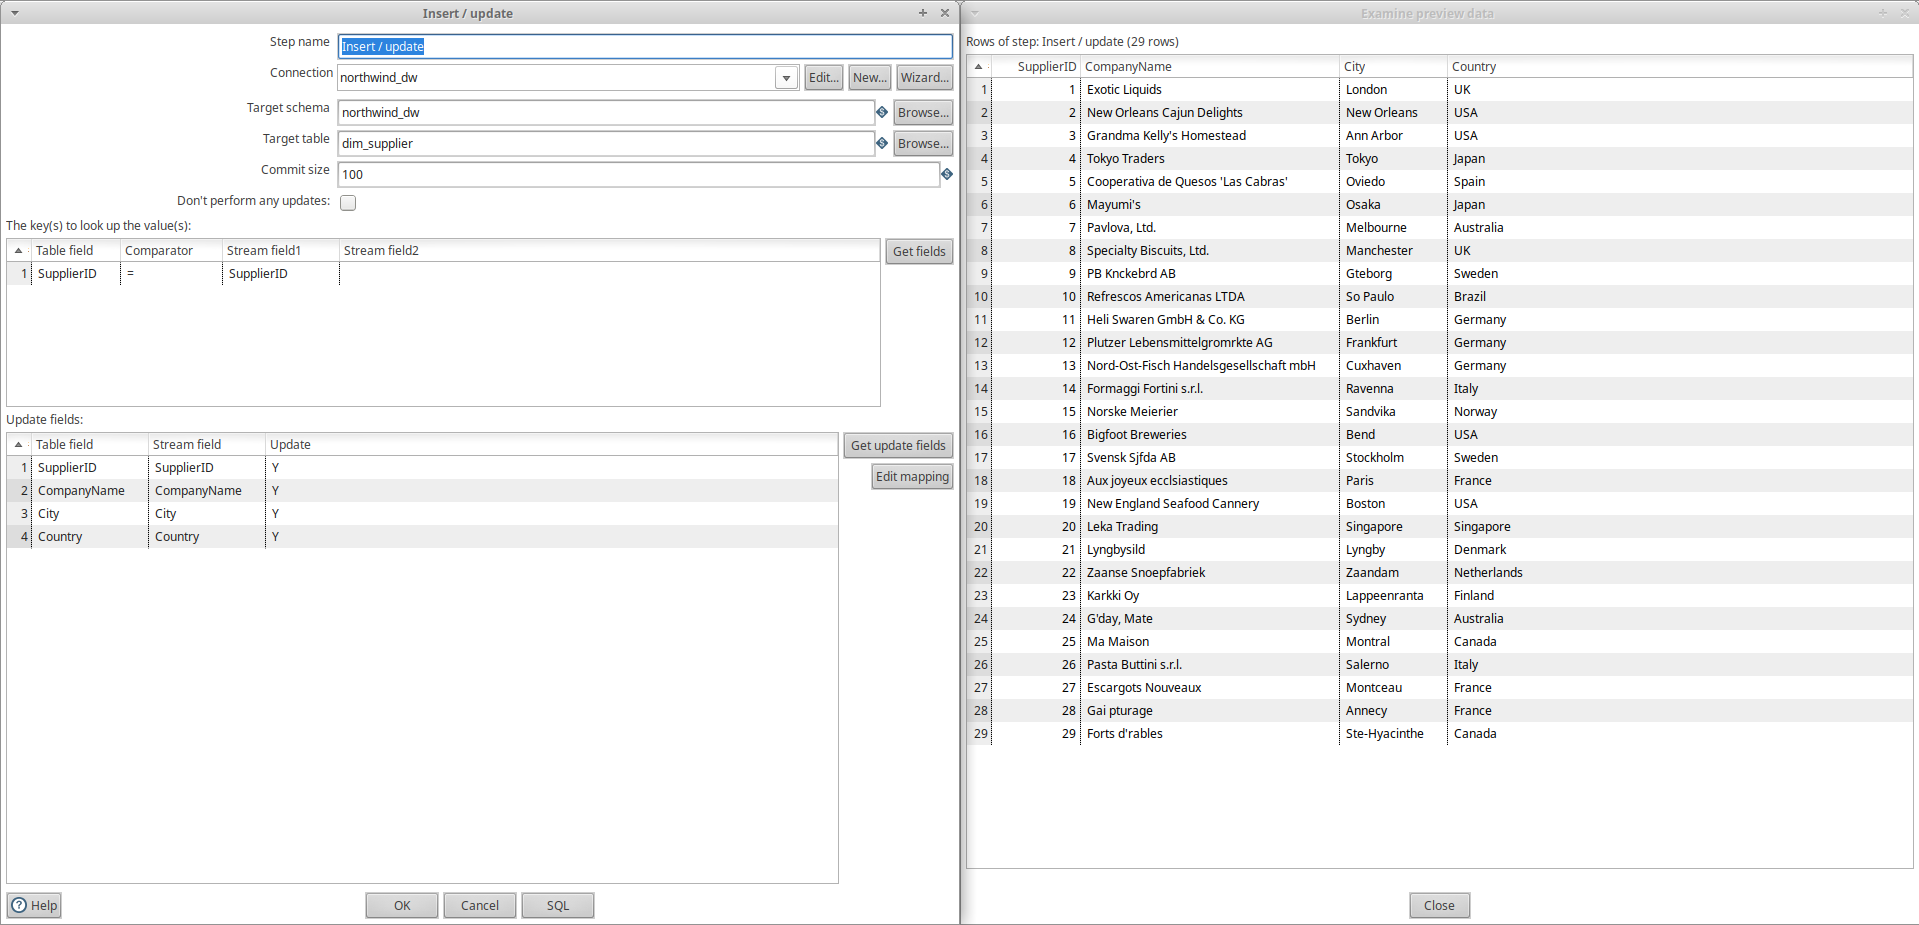 Insert / update
Step name Insert / update
Connection northwind_dw Edit... New... Wizard...
Target schema northwind_dw Browse...
Target table dim_supplier Browse...
Commit size 100
Don't perform any updates:
The key(s) to look up the value(s):
Table field Comparator Stream field1 Stream field2
1 SupplierID = SupplierID
Get fields
Update fields:
Table field Stream field Update
1 SupplierID SupplierID Y
2 CompanyName CompanyName Y
3 City City Y
4 Country Country Y
Get update fields
Edit mapping
Help OK Cancel SQL
Examine preview data
Rows of step: Insert / update (29 rows)
SupplierID CompanyName City Country
1 1 Exotic Liquids London UK
2 2 New Orleans Cajun Delights New Orleans USA
3 3 Grandma Kelly's Homestead Ann Arbor USA
4 4 Tokyo Traders Tokyo Japan
5 5 Cooperativa de Quesos 'Las Cabras' Oviedo Spain
6 6 Mayumi's Osaka Japan
7 7 Pavlova, Ltd. Melbourne Australia
8 8 Specialty Biscuits, Ltd. Manchester UK
9 9 PB Knckebrd AB Gteborg Sweden
10 10 Refrescos Americanas LTDA So Paulo Brazil
11 11 Heli Swaren GmbH & Co. KG Berlin Germany
12 12 Plutzer Lebensmittelgromrkte AG Frankfurt Germany
13 13 Nord-Ost-Fisch Handelsgesellschaft mbH Cuxhaven Germany
14 14 Formaggi Fortini s.r.l. Ravenna Italy
15 15 Norske Meierier Sandvika Norway
16 16 Bigfoot Breweries Bend USA
17 17 Svensk Sjfda AB Stockholm Sweden
18 18 Aux joyeux ecclsiastiques Paris France
19 19 New England Seafood Cannery Boston USA
20 20 Leka Trading Singapore Singapore
21 21 Lyngbysild Lyngby Denmark
22 22 Zaanse Snoepfabriek Zaandam Netherlands
23 23 Karkki Oy Lappeenranta Finland
24 24 G'day, Mate Sydney Australia
25 25 Ma Maison Montral Canada
26 26 Pasta Buttini s.r.l. Salerno Italy
27 27 Escargots Nouveaux Montceau France
28 28 Gai pturage Annecy France
29 29 Forts d'rables Ste-Hyacinthe Canada
Close